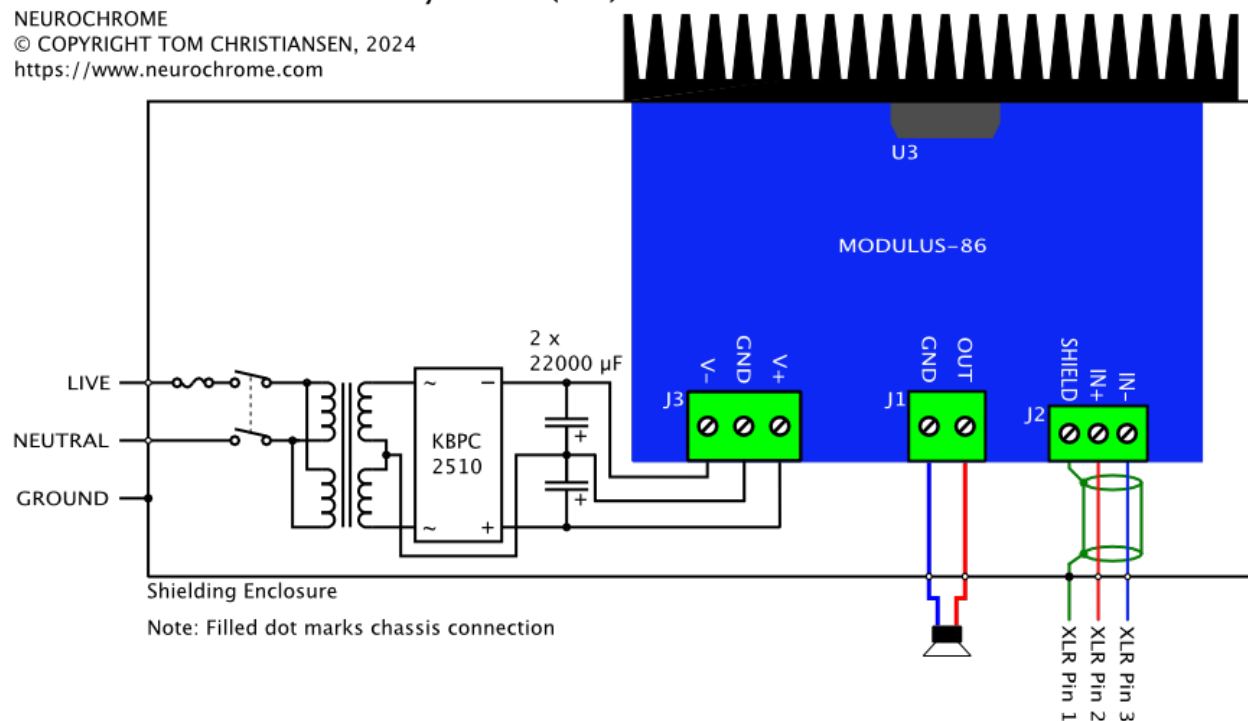 NEUROCHROME
© COPYRIGHT TOM CHRISTIANSEN, 2024
https://www.neurochrome.com
U3
MODULUS-86
2 x
22000 µF
V-
GND
V+
GND
OUT
SHIELD
IN+
IN-
J3
J1
J2
LIVE
NEUTRAL
GROUND
~
−
KBPC
2510
~
+
+
+
Shielding Enclosure
Note: Filled dot marks chassis connection
XLR Pin 1
XLR Pin 2
XLR Pin 3